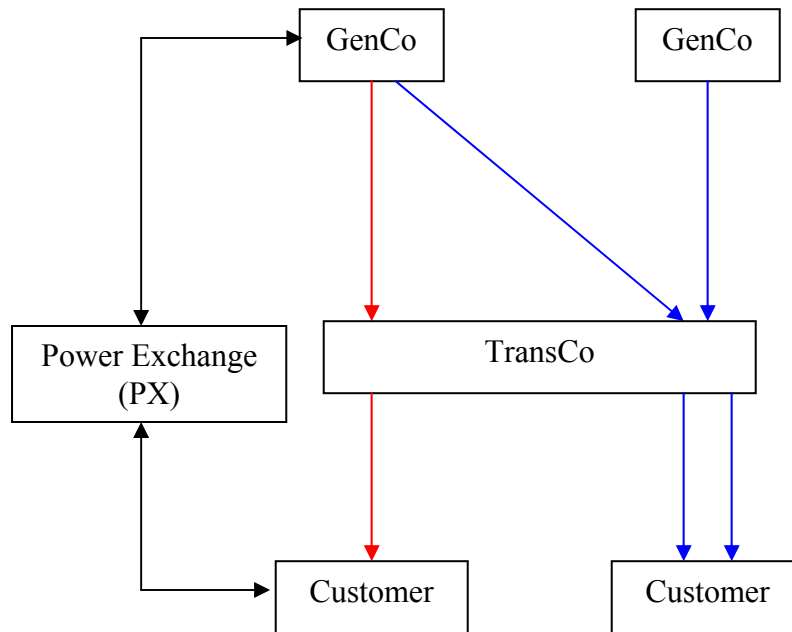 GenCo
GenCo
Power Exchange
(PX)
TransCo
Customer
Customer